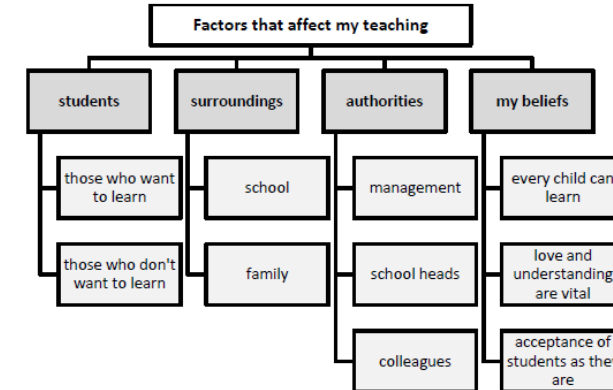 Factors that affect my teaching
students
surroundings
authorities
my beliefs
those who want
to learn
those who don't
want to learn
school
family
management
school heads
colleagues
every child can
learn
love and
understanding
are vital
acceptance of
students as they
are